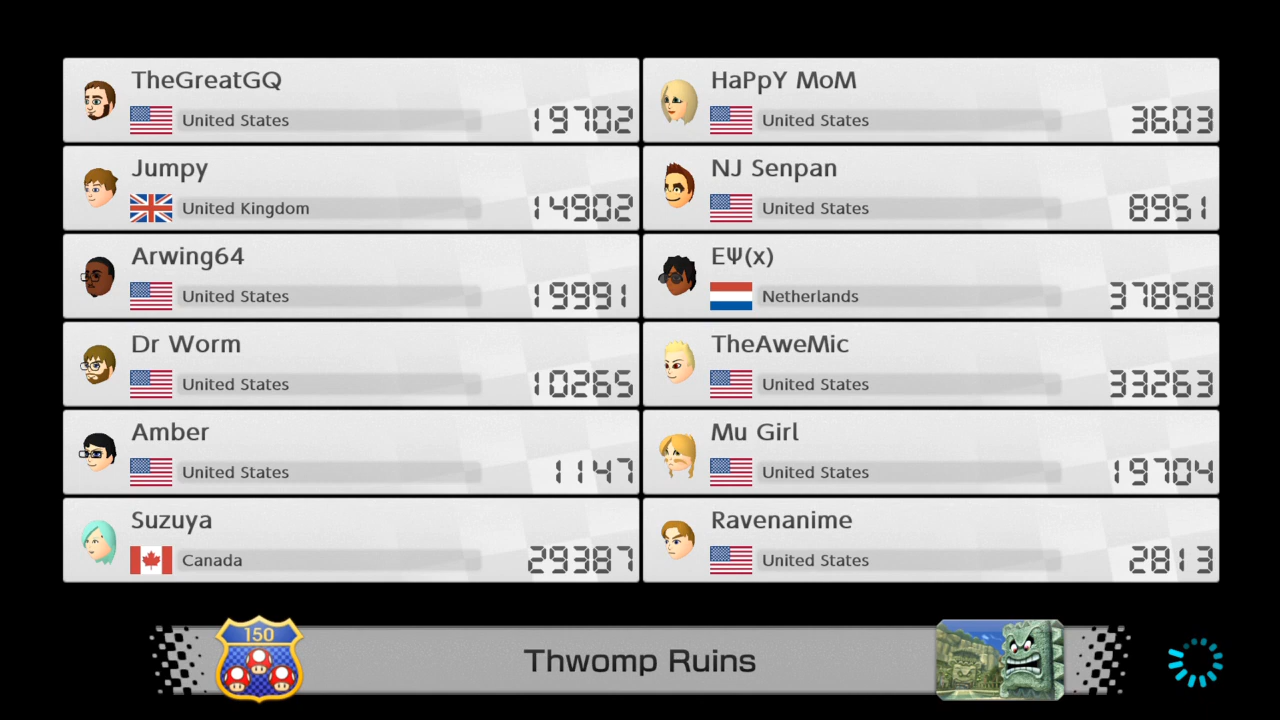 TheGreatGQ
United States
19702
Jumpy
United Kingdom
14902
Arwing64
United States
19991
Dr Worm
United States
10265
Amber
United States
1147
Suzuya
Canada
29387
HaPpY MoM
United States
3603
NJ Senpan
United States
8951
EΨ(x)
Netherlands
37858
TheAweMic
United States
33263
Mu Girl
United States
19704
Ravenanime
United States
2813
150
Thwomp Ruins